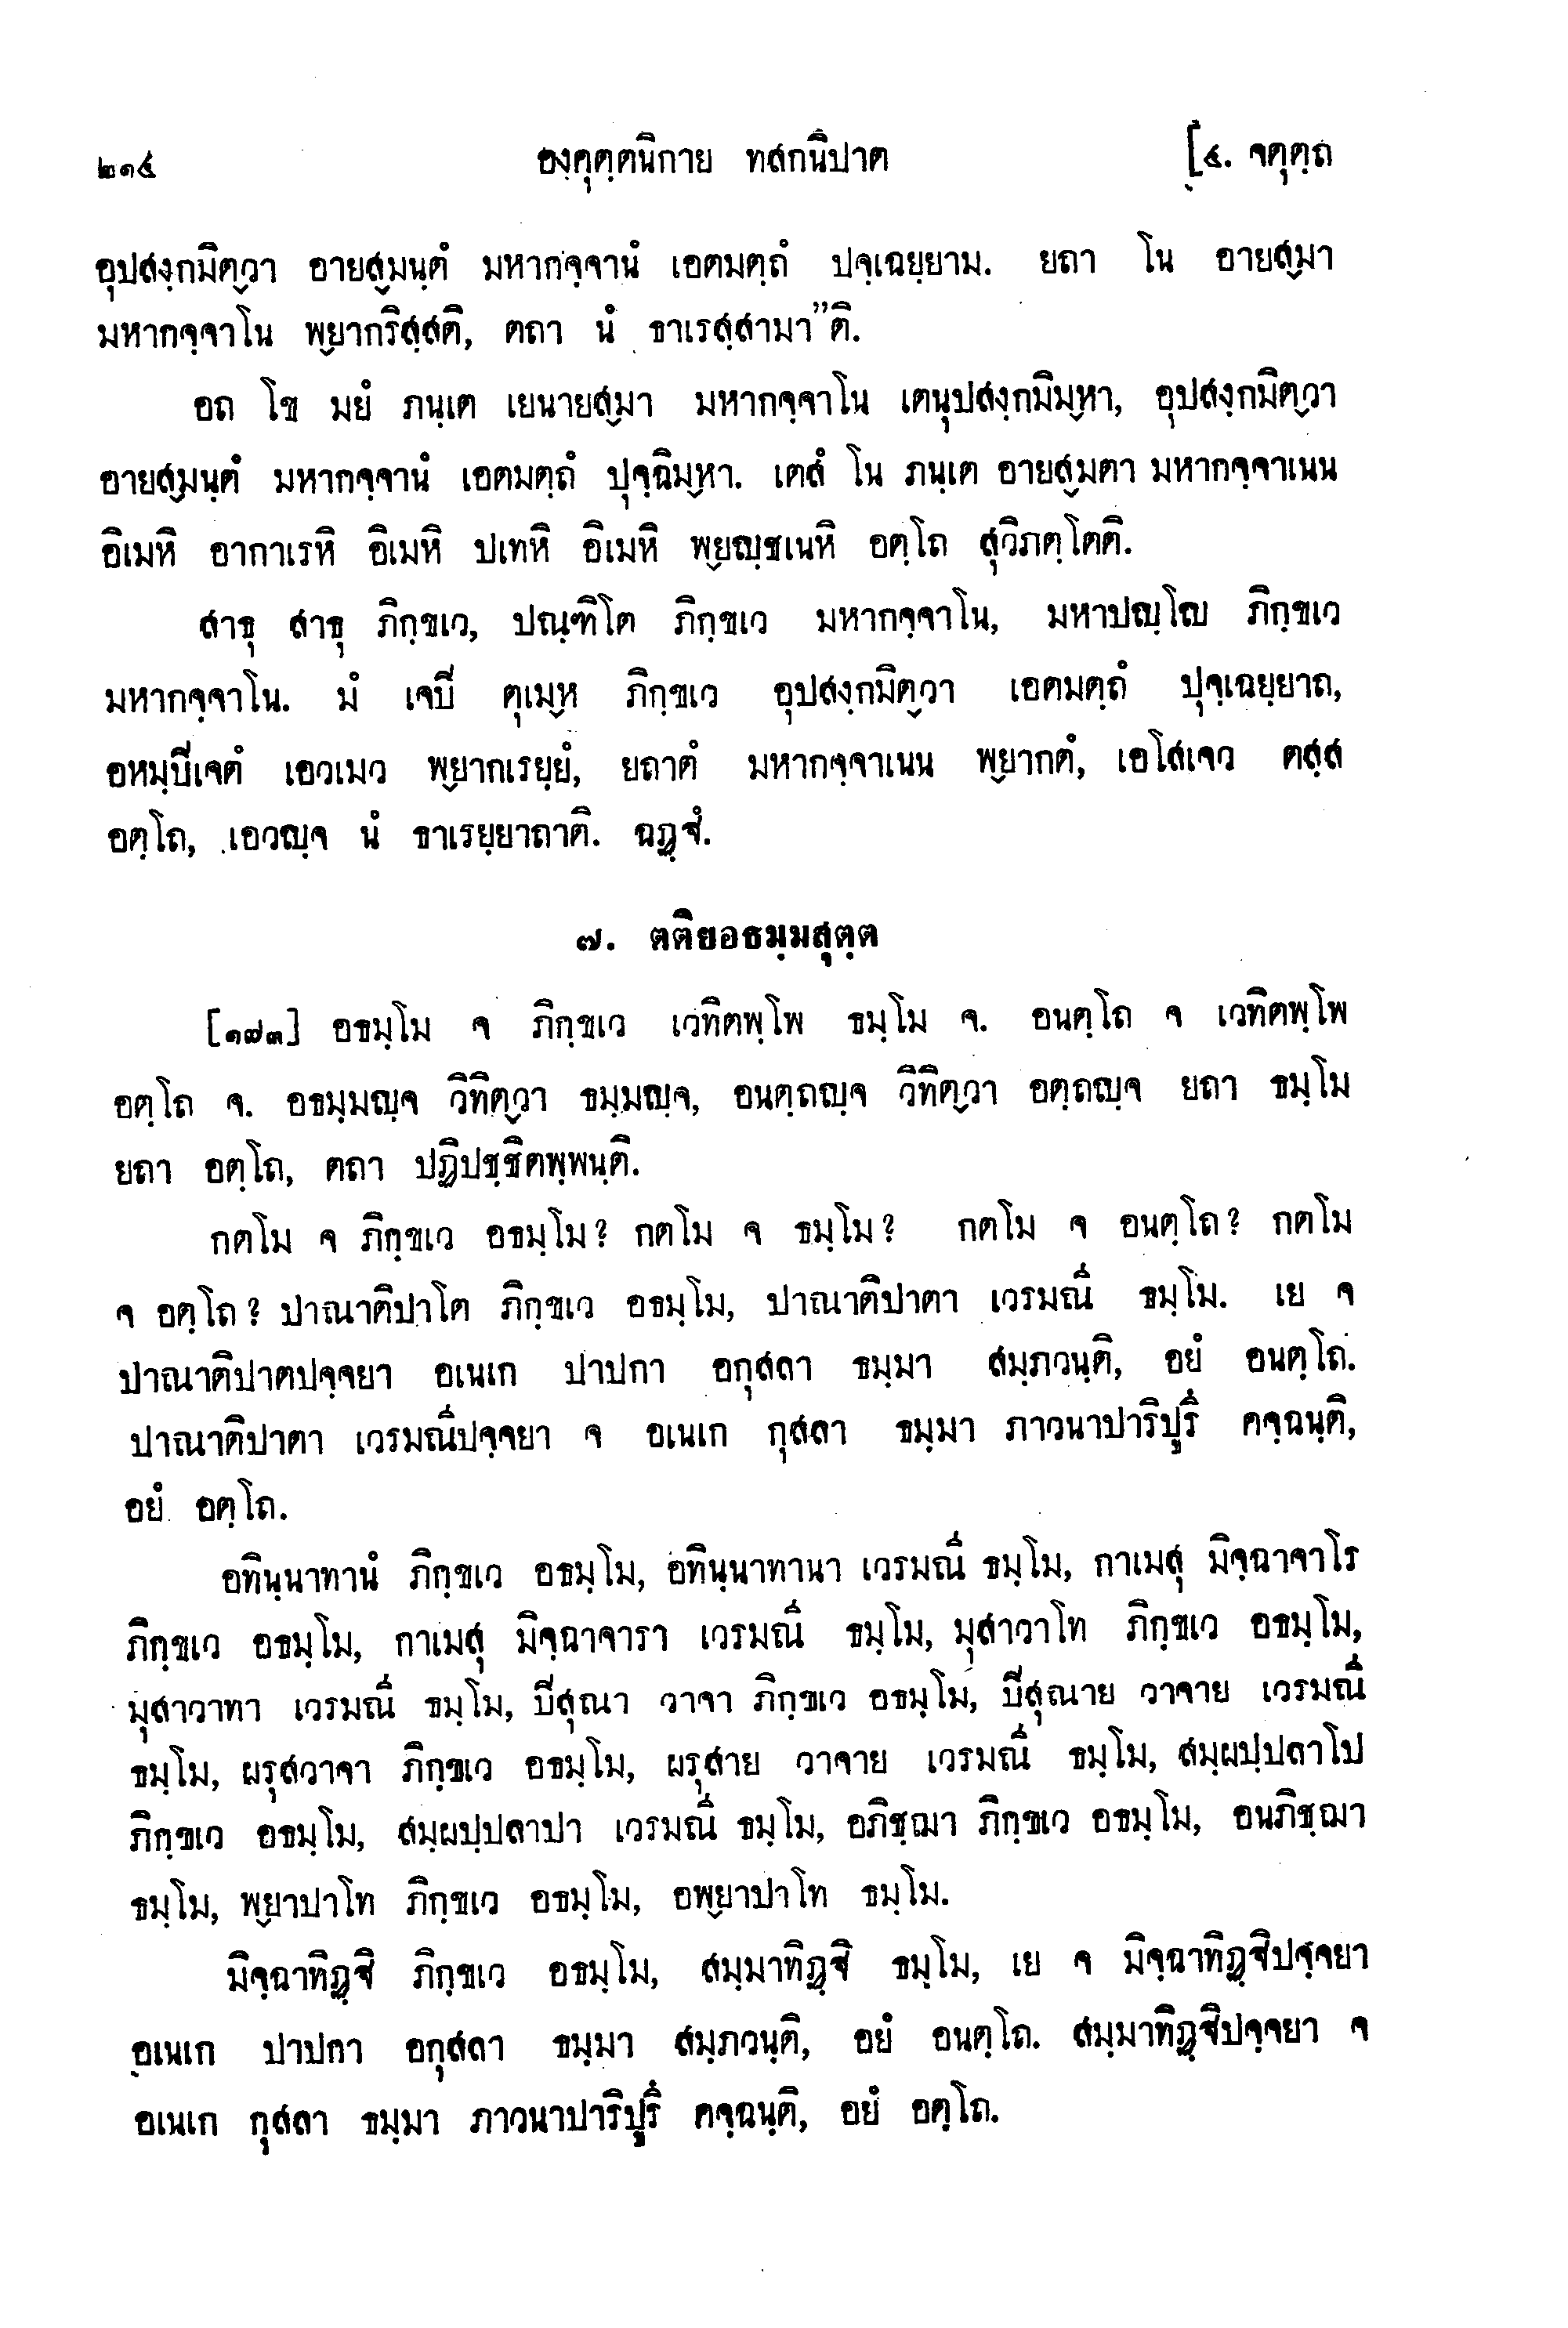 ๒๑๔ องฺคุตฺตนิกาย ทสกนิปาต [๔. จตุตฺถ
อุปสงฺกมิตฺวา อายสฺมนฺตํ มหากจฺจานํ เอตมตฺถํ ปจฺเฉยฺยาม. ยถา โน อายสฺมา
มหากจฺจาโน พฺยากริสฺสติ, ตถา นํ ธาเรสฺสามา”ติ.
อถ โข มยํ ภนฺเต เยนายสฺมา มหากจฺจาโน เตนุปสงฺกมิมฺหา, อุปสงฺกมิตฺวา
อายสฺมนฺตํ มหากจฺจานํ เอตมตฺถํ ปุจฺฉิมฺหา. เตสํ โน ภนฺเต อายสฺมตา มหากจฺจาเนน
อิเมหิ อากาเรหิ อิเมหิ ปเทหิ อิเมหิ พฺยญฺชเนหิ อตฺโถ สุวิภตฺโตติ.
สาธุ สาธุ ภิกฺขเว, ปณฺฑิโต ภิกฺขเว มหากจฺจาโน, มหาปญฺโญ ภิกฺขเว
มหากจฺจาโน. มํ เจปิ ตุเมฺห ภิกฺขเว อุปสงฺกมิตฺวา เอตมตฺถํ ปุจฺเฉยฺยาถ,
อหมฺปิเจตํ เอวเมว พฺยากเรยฺยํ, ยถาตํ มหากจฺจาเนน พฺยากตํ, เอโสเจว ตสฺส
อตฺโถ, เอวญฺจ นํ ธาเรยฺยาถาติ. ฉฏฺฐํ.
๗. ตติยอธมฺมสุตฺต
[๑๗๓] อธมฺโม จ ภิกฺขเว เวทิตพฺโพ ธมฺโม จ. อนตฺโถ จ เวทิตพฺโพ
อตฺโถ จ. อธมฺมญฺจ วิทิตฺวา ธมฺมญฺจ, อนตฺถญฺจ วิทิตฺวา อตฺถญฺจ ยถา ธมฺโม
ยถา อตฺโถ, ตถา ปฏิปชฺชิตพฺพนฺติ.
กตโม จ ภิกฺขเว อธมฺโม? กตโม จ ธมฺโม? กตโม จ อนตฺโถ? กตโม
จ อตฺโถ? ปาณาติปาโต ภิกฺขเว อธมฺโม, ปาณาติปาตา เวรมณี ธมฺโม. เย จ
ปาณาติปาตปจฺจยา อเนเก ปาปกา อกุสลา ธมฺมา สมฺภวนฺติ, อยํ อนตฺโถ.
ปาณาติปาตา เวรมณิปจฺจยา จ อเนเก กุสลา ธมฺมา ภาวนาปาริปูรึ คจฺฉนฺติ,
อยํ อตฺโถ.
อทินฺนาทานํ ภิกฺขเว อธมฺโม, อทินฺนาทานา เวรมณี ธมฺโม, กาเมสุ มิจฺฉาจาโร
ภิกฺขเว อธมฺโม, กาเมสุ มิจฺฉาจารา เวรมณี ธมฺโม, มุสาวาโท ภิกฺขเว อธมฺโม,
มุสาวาทา เวรมณี ธมฺโม, ปิสุณา วาจา ภิกฺขเว อธมฺโม, ปิสุณาย วาจาย เวรมณี
ธมฺโม, ผรุสวาจา ภิกฺขเว อธมฺโม, ผรุสาย วาจาย เวรมณี ธมฺโม, สมฺผปฺปลาโป
ภิกฺขเว อธมฺโม, สมฺผปฺปลาปา เวรมณี ธมฺโม, อภิชฺฌา ภิกฺขเว อธมฺโม, อนภิชฺฌา
ธมฺโม, พฺยาปาโท ภิกฺขเว อธมฺโม, อพฺยาปาโท ธมฺโม.
มิจฺฉาทิฏฺฐิ ภิกฺขเว อธมฺโม, สมฺมาทิฏฺฐิ ธมฺโม, เย จ มิจฺฉาทิฏฺฐิปจฺจยา
อเนเก ปาปกา อกุสลา ธมฺมา สมฺภวนฺติ, อยํ อนตฺโถ. สมฺมาทิฏฺฐิปจฺจยา จ
อเนเก กุสลา ธมฺมา ภาวนาปาริปูรึ คจฺฉนฺติ, อยํ อตฺโถ.